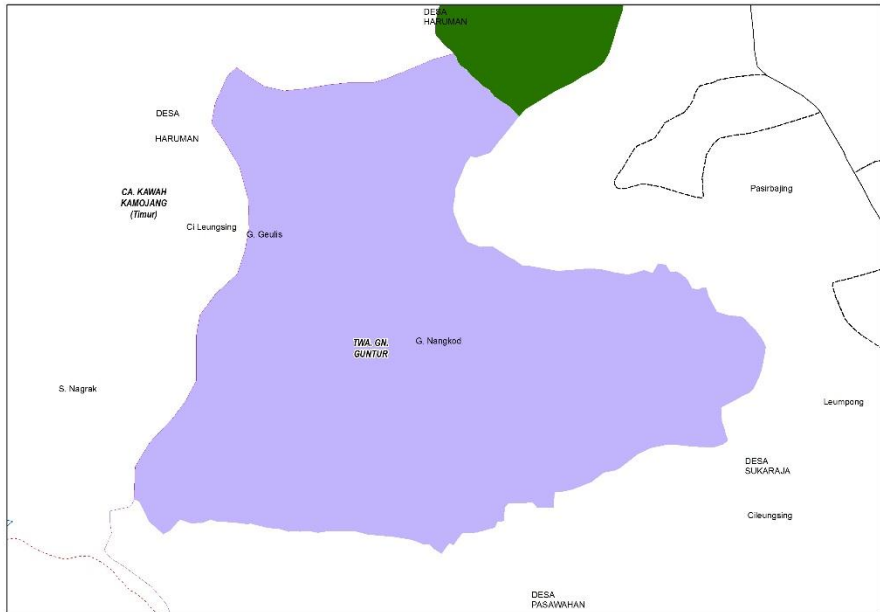 DESA
HARUMAN
DESA
HARUMAN
CA. KAWAH
KAMOJANG
(Timur)
Pasirbajing
Ci Leungsing
G. Geulis
TWA. GN.
GUNTUR
G. Nangkod
S. Nagrak
Leumpong
DESA
SUKARAJA
Cileungsing
DESA
PASAWAHAN